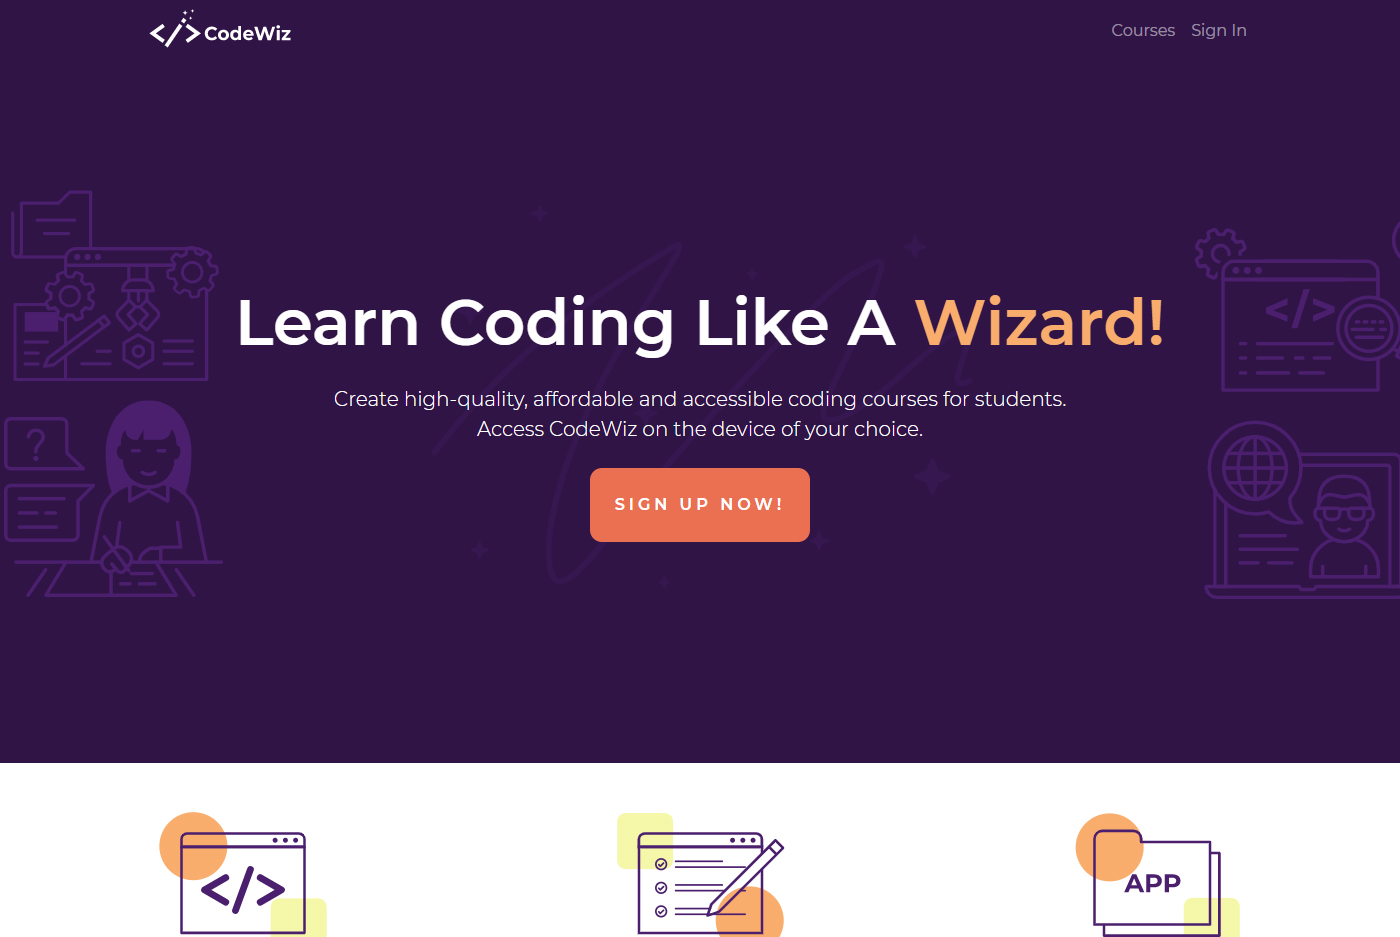 </>CodeWiz
Courses
Sign In
Learn Coding Like A Wizard!
Create high-quality, affordable and accessible coding courses for students.
Access CodeWiz on the device of your choice.
SIGN UP NOW!
?
</>
</>
APP